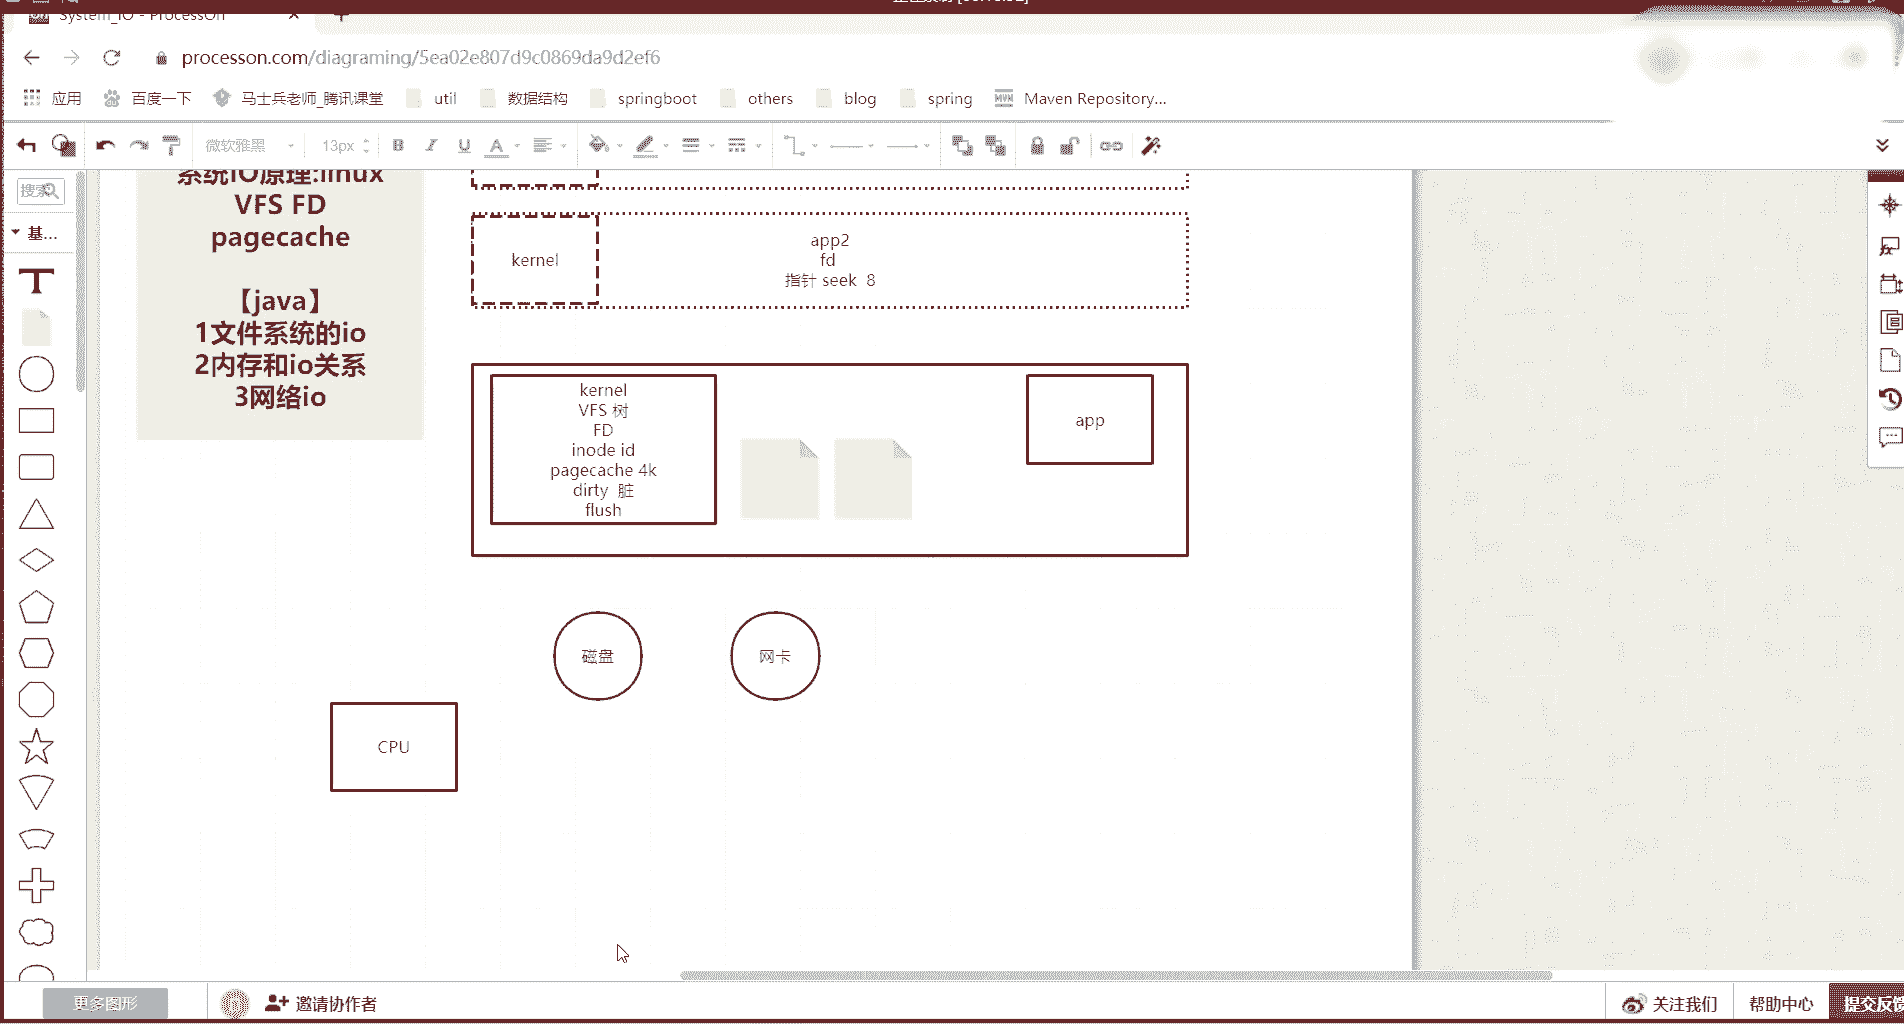 System_IO - ProcessOn
processon.com/diagraming/5ea02e807d9c0869da9d2ef6
应用
百度一下
马士兵老师_腾讯课堂
util
数据结构
springboot
others
blog
spring
Maven Repository...
微软雅黑
13px
B I U A
搜索
基...
T
系统IO原理:linux
VFS FD
pagecache
【java】
1文件系统的io
2内存和io关系
3网络io
kernel
app2
fd
指针 seek 8
kernel
VFS 树
FD
inode id
pagecache 4k
dirty 脏
flush
app
磁盘
网卡
CPU
更多图形
邀请协作者
关注我们
帮助中心
提交反馈